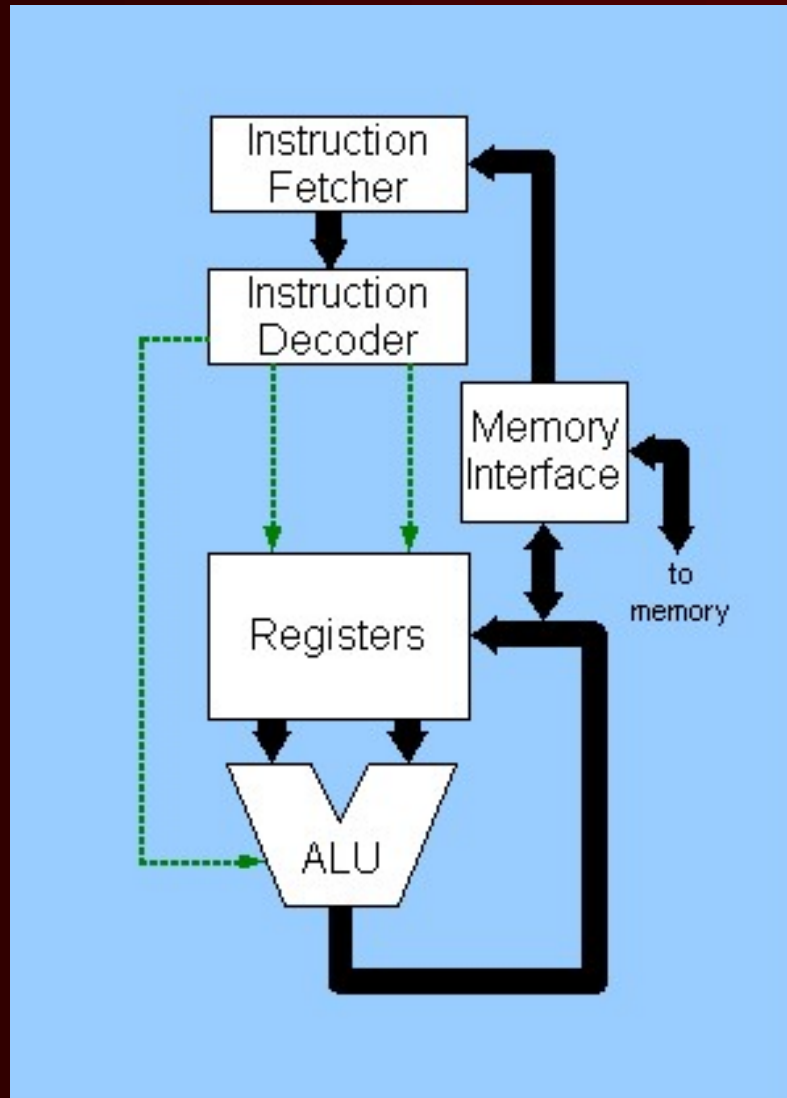 Instruction
Fetcher
Instruction
Decoder
Memory
Interface
to
memory
Registers
ALU